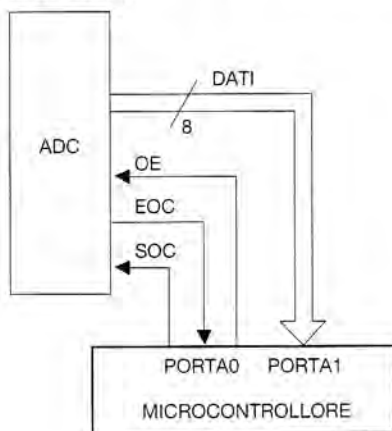 DATI
8
ADC
OE
EOC
SOC
PORTA0 PORTA1
MICROCONTROLLORE